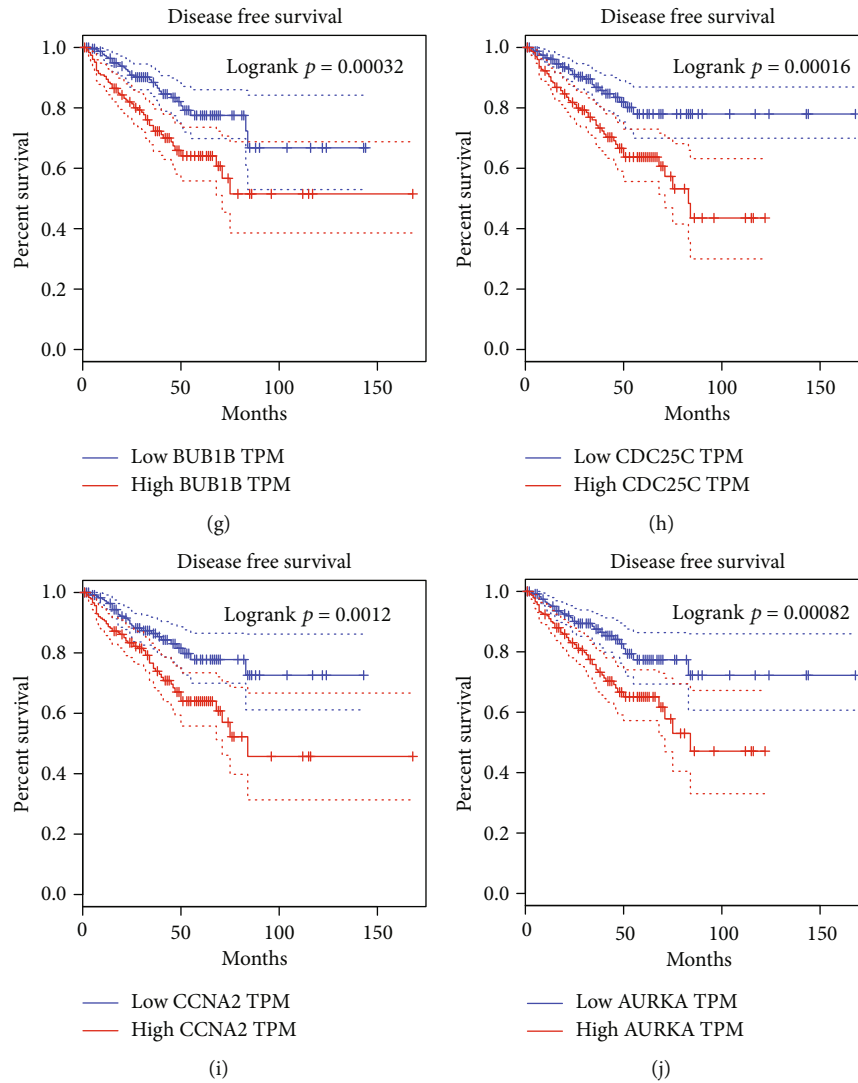 Disease free survival
Logrank p = 0.00032
1.0
0.8
0.6
0.4
0.2
0.0
Percent survival
0 50 100 150
Months
Low BUB1B TPM
High BUB1B TPM
(g)
Disease free survival
Logrank p = 0.00016
1.0
0.8
0.6
0.4
0.2
0.0
Percent survival
0 50 100 150
Months
Low CDC25C TPM
High CDC25C TPM
(h)
Disease free survival
Logrank p = 0.0012
1.0
0.8
0.6
0.4
0.2
0.0
Percent survival
0 50 100 150
Months
Low CCNA2 TPM
High CCNA2 TPM
(i)
Disease free survival
Logrank p = 0.00082
1.0
0.8
0.6
0.4
0.2
0.0
Percent survival
0 50 100 150
Months
Low AURKA TPM
High AURKA TPM
(j)